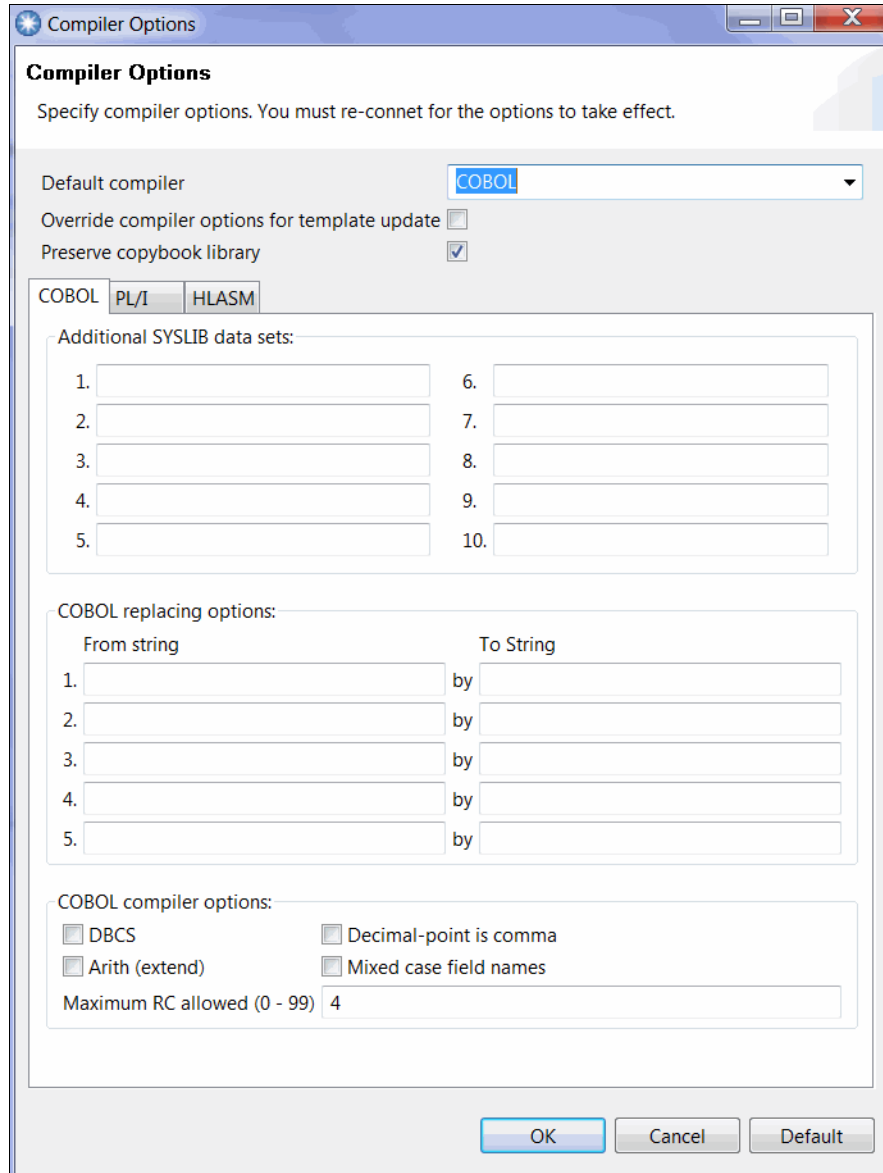 Compiler Options
Compiler Options
Specify compiler options. You must re-connet for the options to take effect.
Default compiler COBOL
Override compiler options for template update
Preserve copybook library
COBOL PL/I HLASM
Additional SYSLIB data sets:
1. 6.
2. 7.
3. 8.
4. 9.
5. 10.
COBOL replacing options:
From string To String
1. by
2. by
3. by
4. by
5. by
COBOL compiler options:
DBCS Decimal-point is comma
Arith (extend) Mixed case field names
Maximum RC allowed (0 - 99) 4
OK Cancel Default